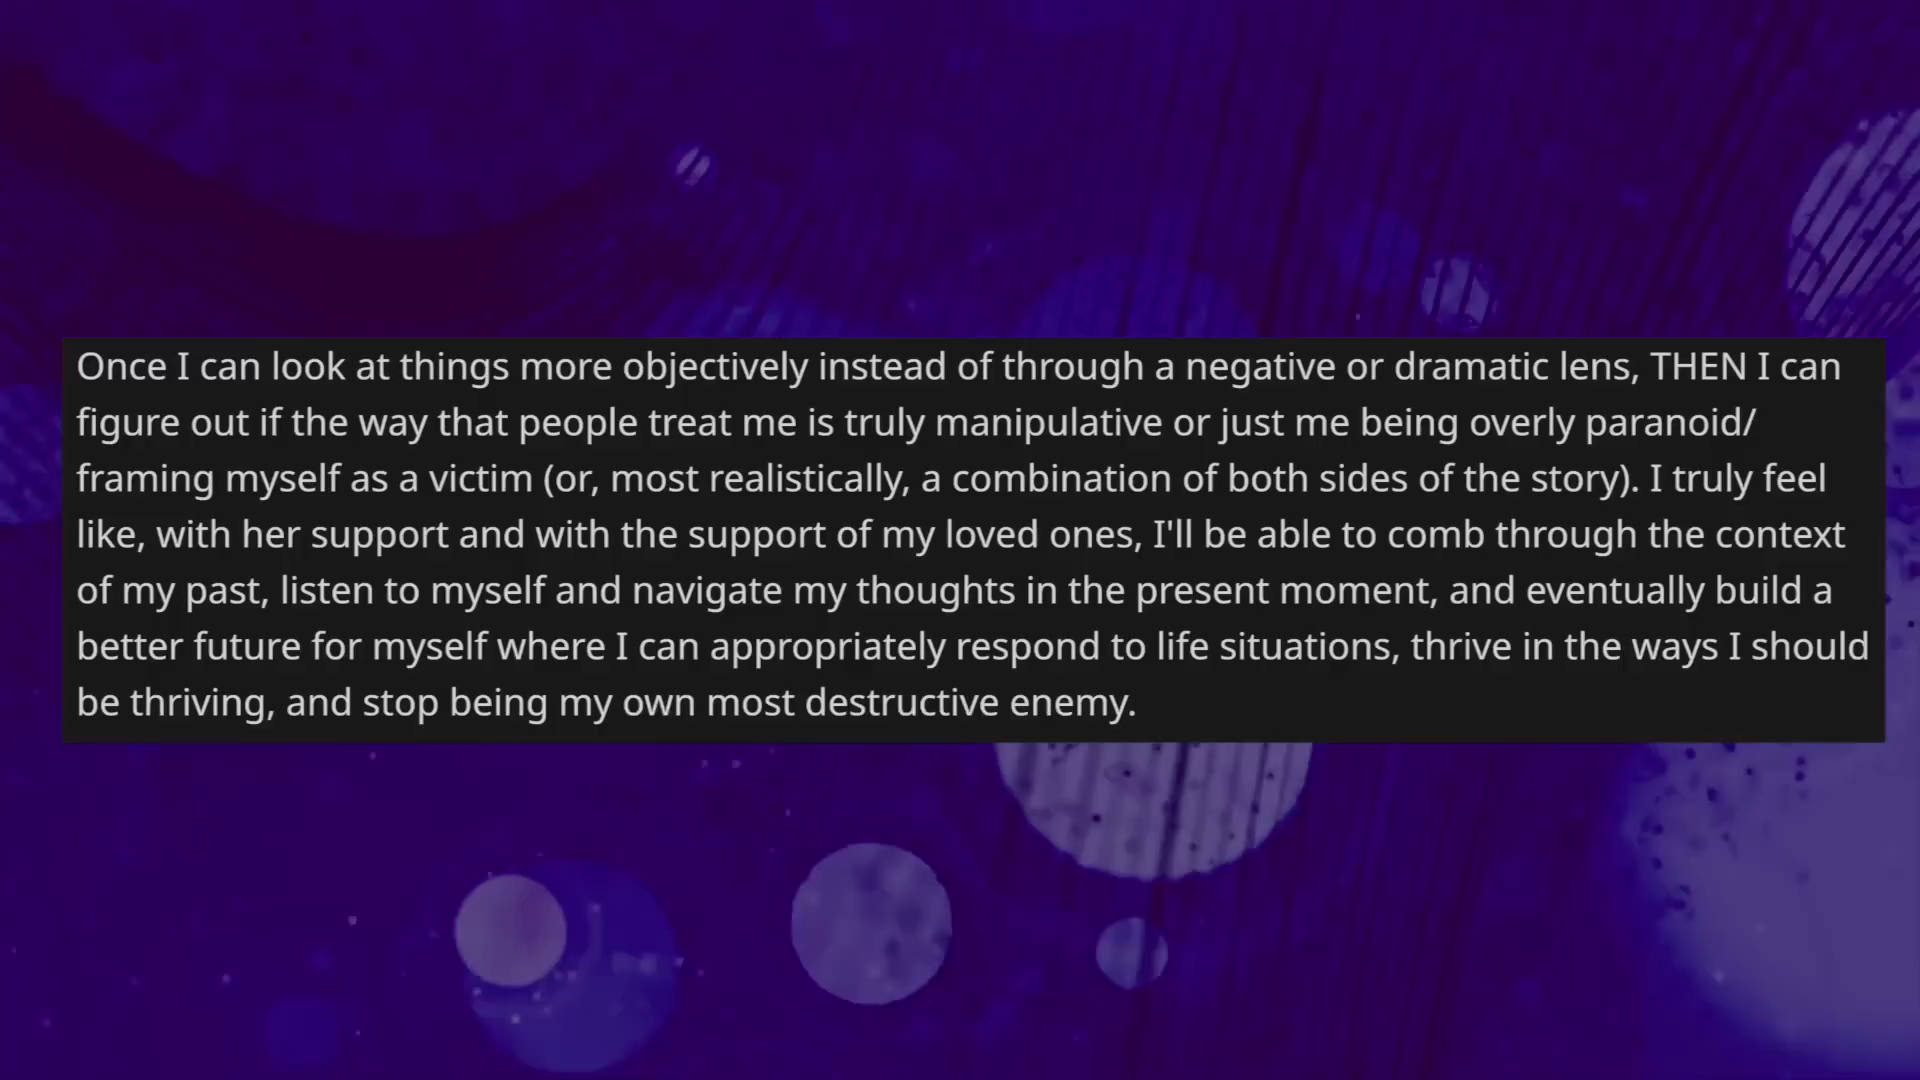 Once I can look at things more objectively instead of through a negative or dramatic lens, THEN I can
figure out if the way that people treat me is truly manipulative or just me being overly paranoid/
framing myself as a victim (or, most realistically, a combination of both sides of the story). I truly feel
like, with her support and with the support of my loved ones, I'll be able to comb through the context
of my past, listen to myself and navigate my thoughts in the present moment, and eventually build a
better future for myself where I can appropriately respond to life situations, thrive in the ways I should
be thriving, and stop being my own most destructive enemy.